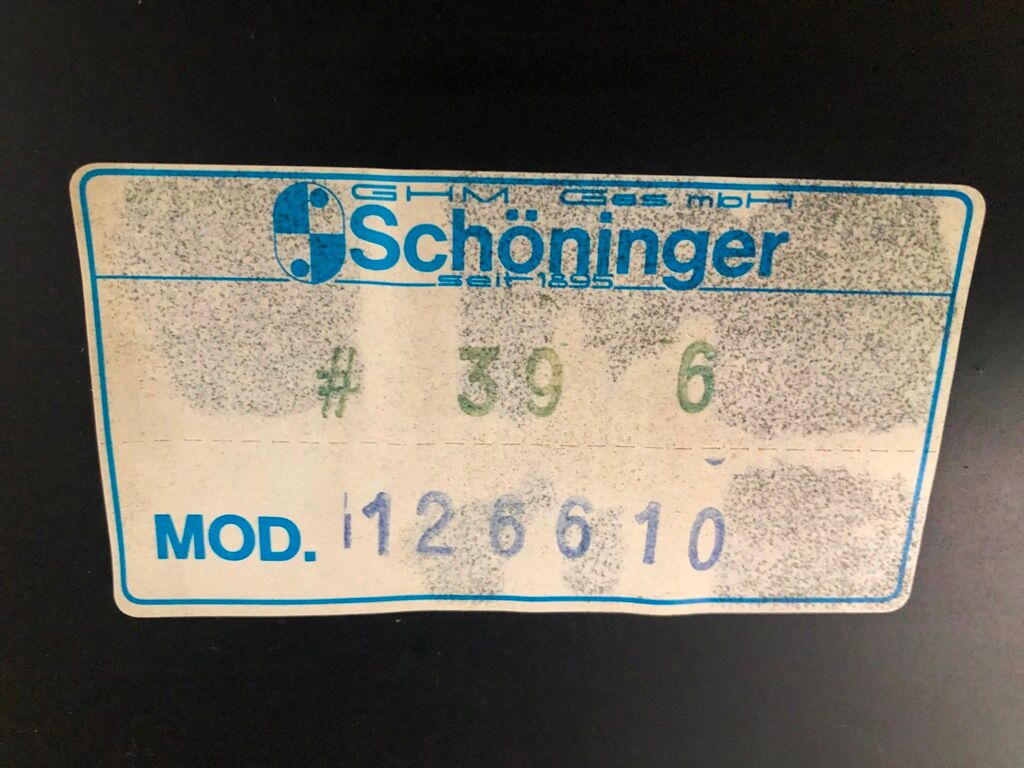 GHM Ges mbH
Schöninger
seit 1895
# 39 6
MOD. 126610